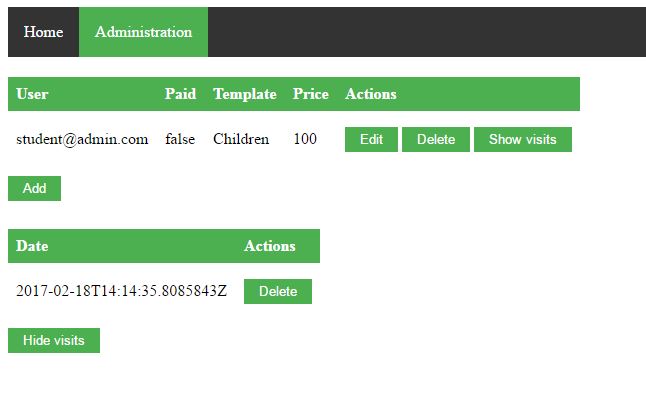 Home Administration
User Paid Template Price Actions
student@admin.com false Children 100 Edit Delete Show visits
Add
Date Actions
2017-02-18T14:14:35.8085843Z Delete
Hide visits